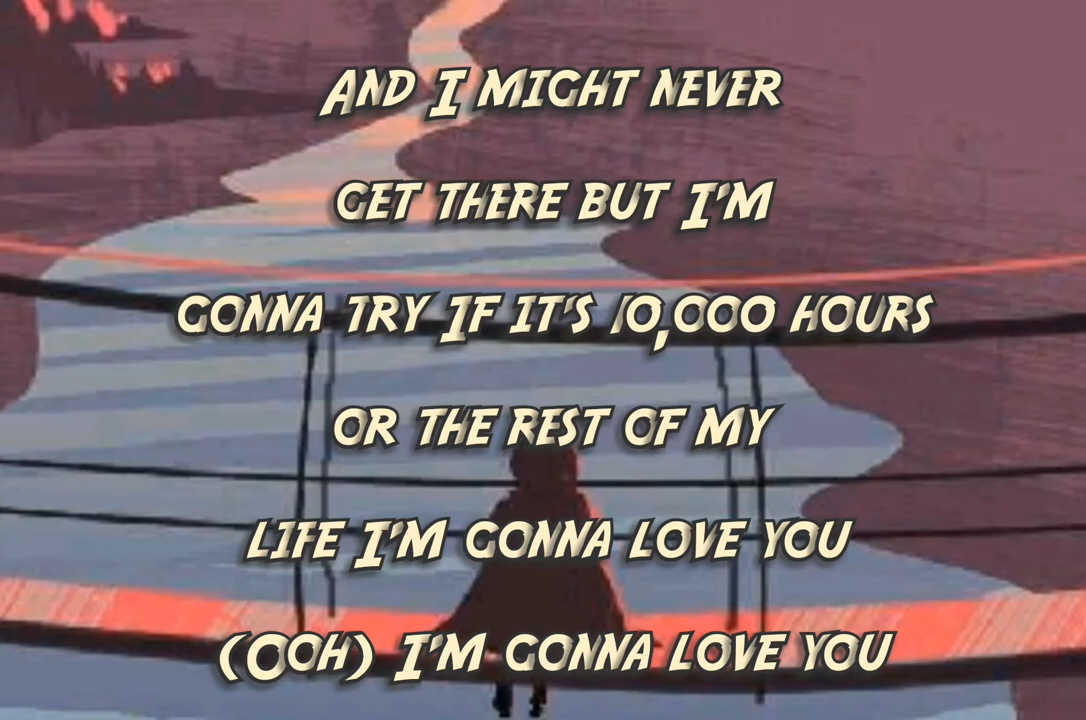 And I might never
get there but I'm
gonna try If it's 10,000 hours
or the rest of my
life I'm gonna love you
(Ooh) I'm gonna love you